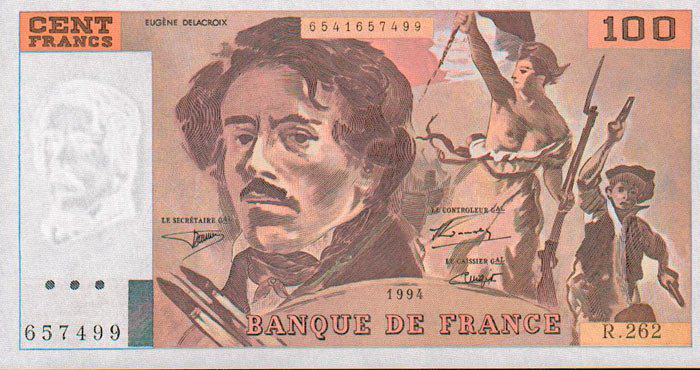 CENT
FRANCS
EUGÈNE DELACROIX
6541657499
100
LE SECRÉTAIRE GAL
LE CONTROLEUR GAL
LE CAISSIER GAL
1994
657499
BANQUE DE FRANCE
R.262